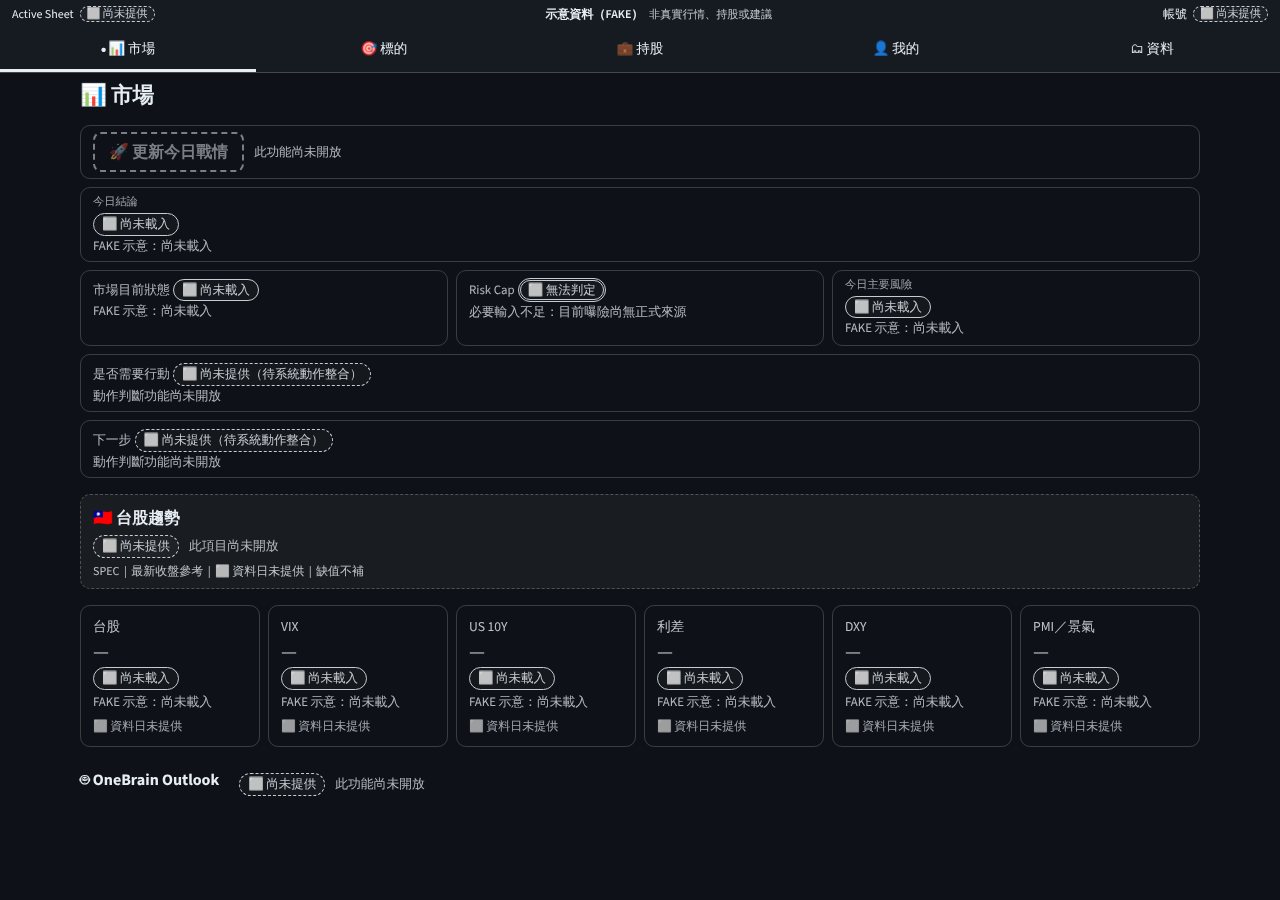 Active Sheet ⬜ 尚未提供 示意資料（FAKE） 非真實行情、持股或建議 帳號 ⬜ 尚未提供
•📊 市場 🎯 標的 💼 持股 👤 我的 🗂 資料
📊 市場
🚀 更新今日戰情 此功能尚未開放
今日結論
⬜ 尚未載入
FAKE 示意：尚未載入
市場目前狀態 ⬜ 尚未載入
FAKE 示意：尚未載入
Risk Cap ⬜ 無法判定
必要輸入不足：目前曝險尚無正式來源
今日主要風險
⬜ 尚未載入
FAKE 示意：尚未載入
是否需要行動 ⬜ 尚未提供（待系統動作整合）
動作判斷功能尚未開放
下一步 ⬜ 尚未提供（待系統動作整合）
動作判斷功能尚未開放
🇹🇼 台股趨勢
⬜ 尚未提供 此項目尚未開放
SPEC｜最新收盤參考｜⬜ 資料日未提供｜缺值不補
台股
—
⬜ 尚未載入
FAKE 示意：尚未載入
⬜ 資料日未提供
VIX
—
⬜ 尚未載入
FAKE 示意：尚未載入
⬜ 資料日未提供
US 10Y
—
⬜ 尚未載入
FAKE 示意：尚未載入
⬜ 資料日未提供
利差
—
⬜ 尚未載入
FAKE 示意：尚未載入
⬜ 資料日未提供
DXY
—
⬜ 尚未載入
FAKE 示意：尚未載入
⬜ 資料日未提供
PMI／景氣
—
⬜ 尚未載入
FAKE 示意：尚未載入
⬜ 資料日未提供
OneBrain Outlook ⬜ 尚未提供 此功能尚未開放